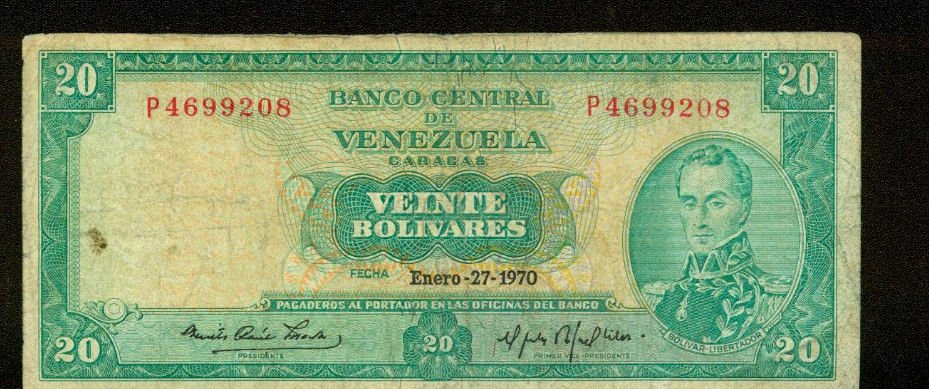 20 20
P4699208 P4699208
BANCO CENTRAL
DE
VENEZUELA
CARACAS
VEINTE
BOLIVARES
FECHA Enero-27-1970
PAGADEROS AL PORTADOR EN LAS OFICINAS DEL BANCO
BOLIVAR LIBERTADOR
PRESIDENTE PRIMER VICE-PRESIDENTE
20 20 20